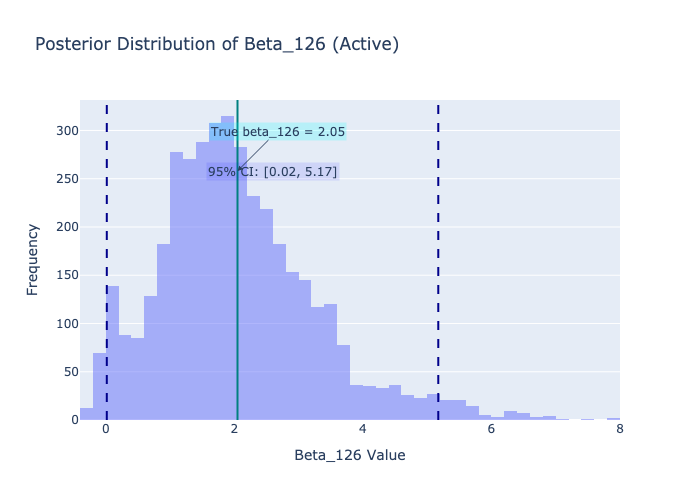 Posterior Distribution of Beta_126 (Active)
True beta_126 = 2.05
95% CI: [0.02, 5.17]
Frequency
300
250
200
150
100
50
0
0 2 4 6 8
Beta_126 Value